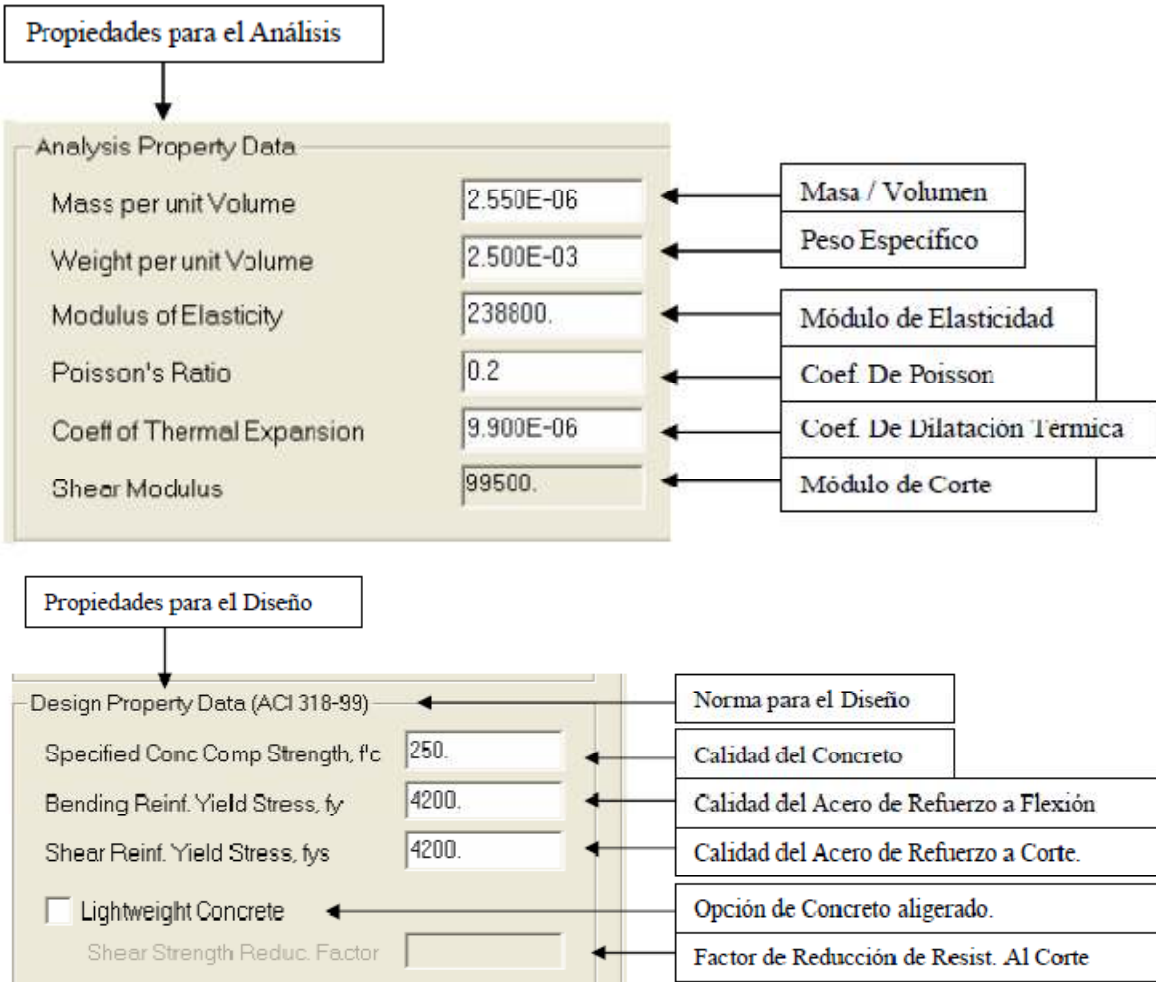 Propiedades para el Análisis
Analysis Property Data
Mass per unit Volume 2.550E-06 Masa / Volumen
Weight per unit Volume 2.500E-03 Peso Específico
Modulus of Elasticity 238800. Módulo de Elasticidad
Poisson's Ratio 0.2 Coef. De Poisson
Coeff of Thermal Expansion 9.900E-06 Coef. De Dilatación Térmica
Shear Modulus 99500. Módulo de Corte
Propiedades para el Diseño
Design Property Data (ACI 318-99) Norma para el Diseño
Specified Conc Comp Strength, f'c 250. Calidad del Concreto
Bending Reinf. Yield Stress, fy 4200. Calidad del Acero de Refuerzo a Flexión
Shear Reinf. Yield Stress, fys 4200. Calidad del Acero de Refuerzo a Corte.
Lightweight Concrete Opción de Concreto aligerado.
Shear Strength Reduc. Factor Factor de Reducción de Resist. Al Corte